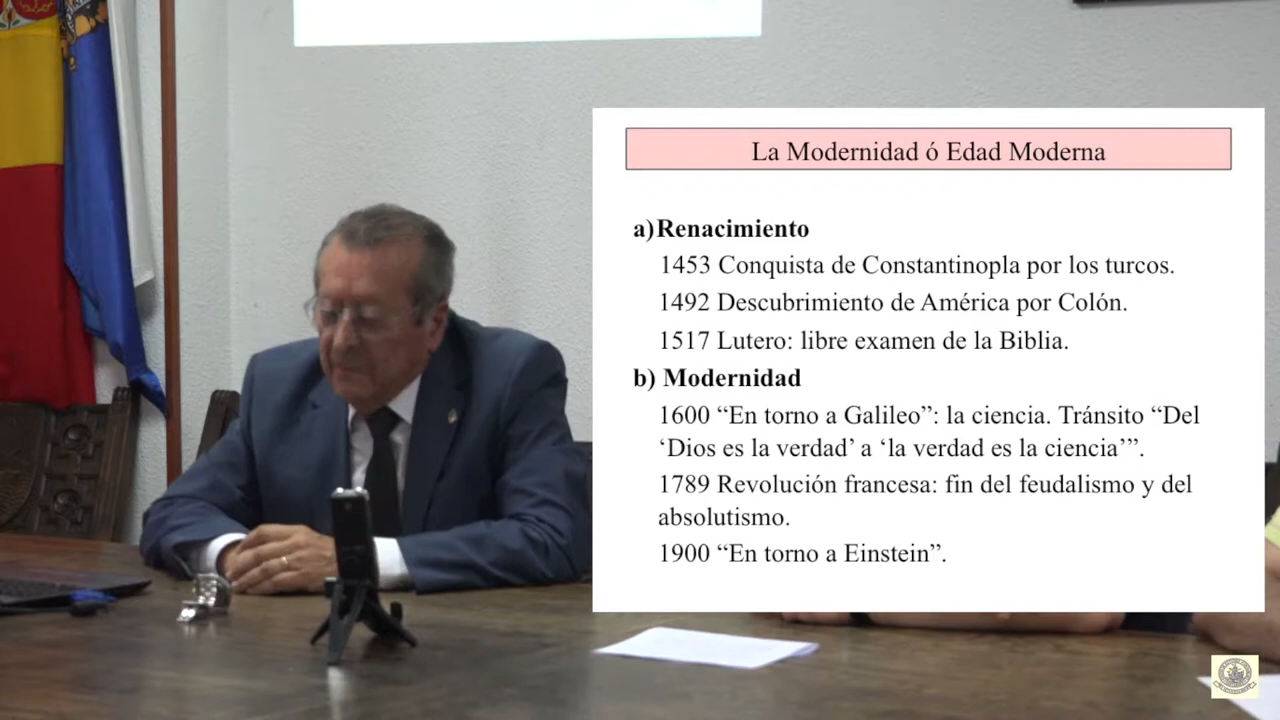 La Modernidad ó Edad Moderna
a)Renacimiento
1453 Conquista de Constantinopla por los turcos.
1492 Descubrimiento de América por Colón.
1517 Lutero: libre examen de la Biblia.
b) Modernidad
1600 “En torno a Galileo”: la ciencia. Tránsito “Del
‘Dios es la verdad’ a ‘la verdad es la ciencia’”.
1789 Revolución francesa: fin del feudalismo y del
absolutismo.
1900 “En torno a Einstein”.